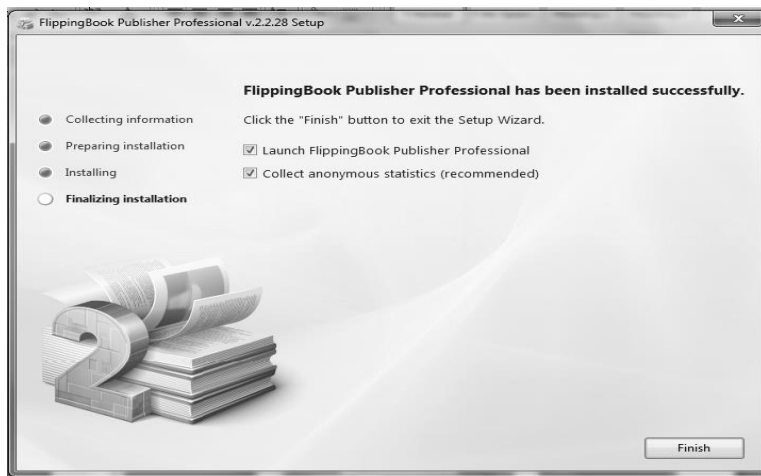 FlippingBook Publisher Professional v.2.2.28 Setup
FlippingBook Publisher Professional has been installed successfully.
Collecting information
Click the "Finish" button to exit the Setup Wizard.
Preparing installation
Launch FlippingBook Publisher Professional
Installing
Collect anonymous statistics (recommended)
Finalizing installation
2
Finish